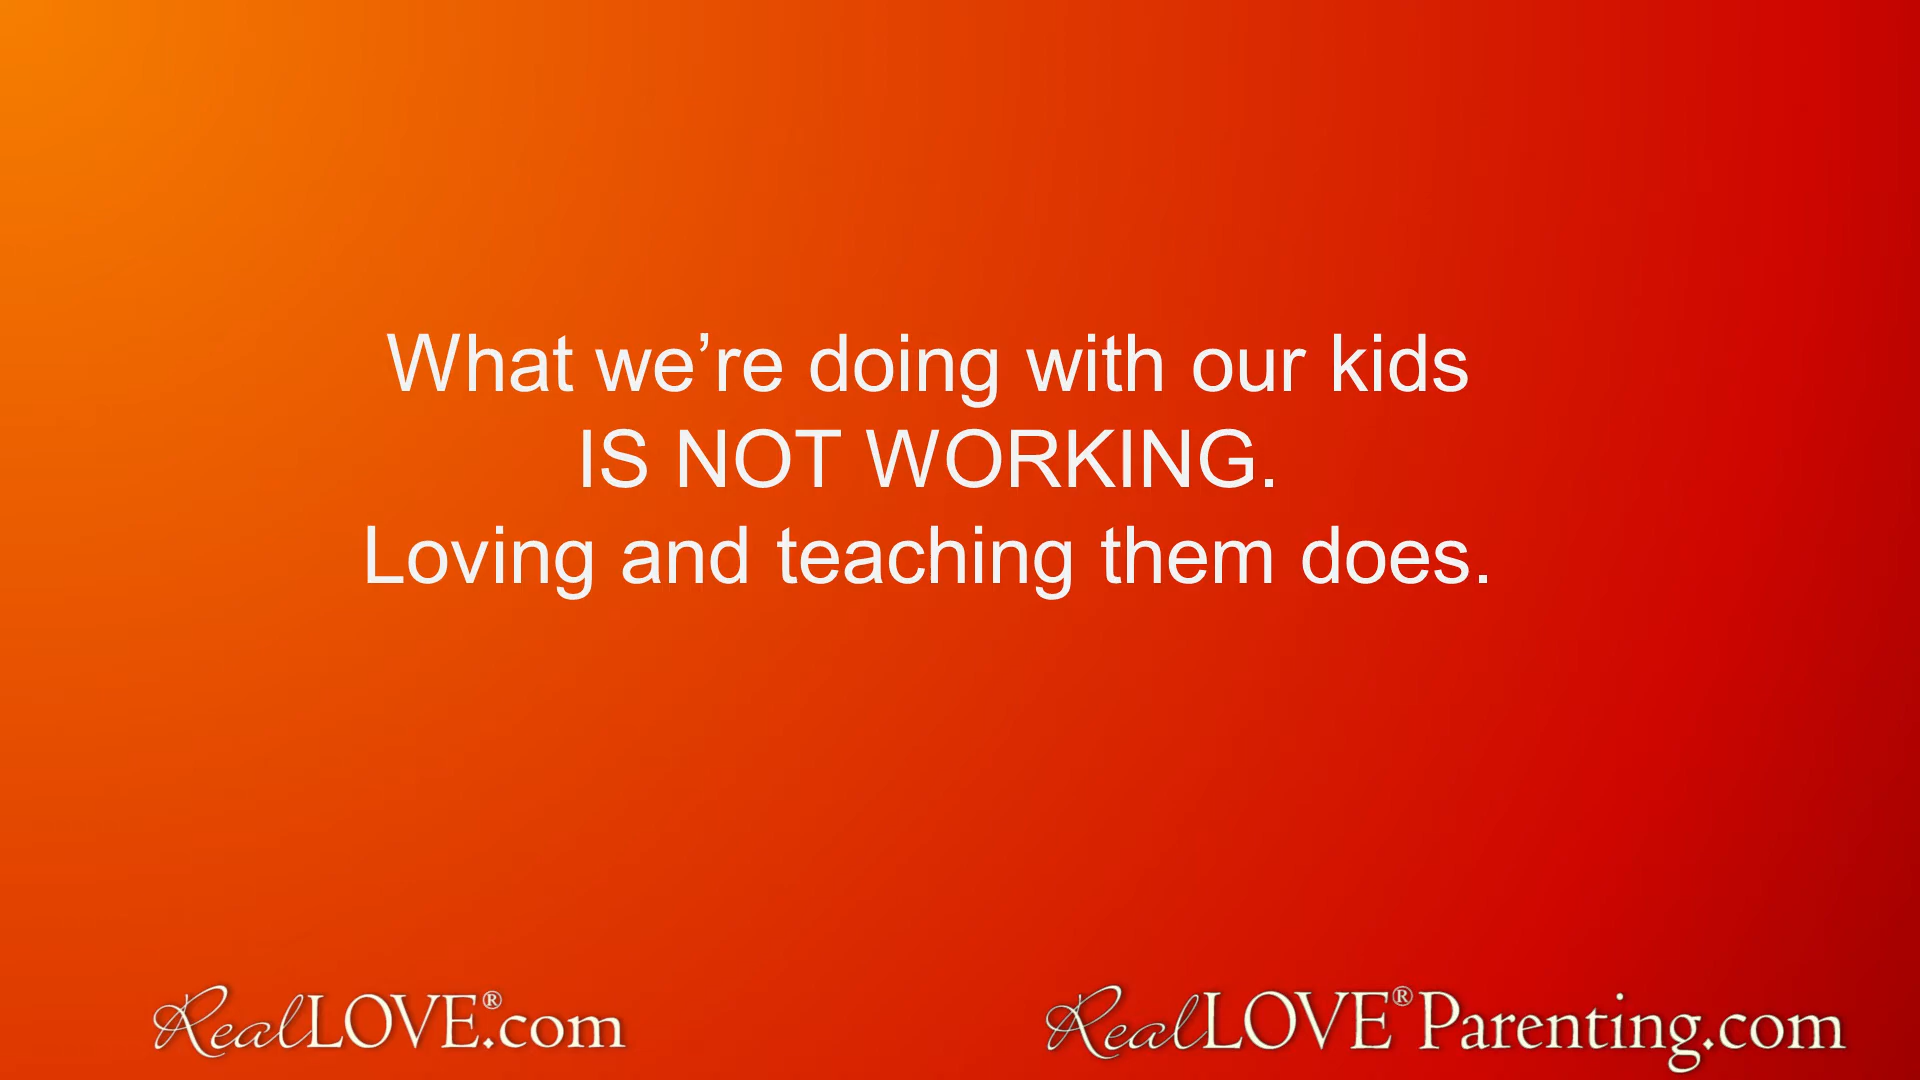 What we’re doing with our kids
IS NOT WORKING.
Loving and teaching them does.
RealLOVE®.com
RealLOVE®Parenting.com